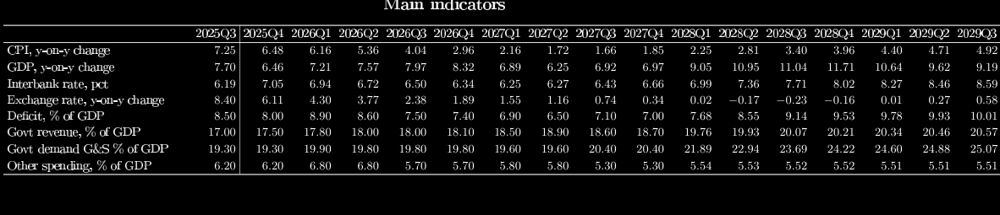 Main indicators
2025Q3 2025Q4 2026Q1 2026Q2 2026Q3 2026Q4 2027Q1 2027Q2 2027Q3 2027Q4 2028Q1 2028Q2 2028Q3 2028Q4 2029Q1 2029Q2 2029Q3
CPI, y-on-y change 7.25 6.48 6.16 5.36 4.04 2.96 2.16 1.72 1.66 1.85 2.25 2.81 3.40 3.96 4.40 4.71 4.92
GDP, y-on-y change 7.70 6.46 7.21 7.57 7.97 8.32 6.89 6.25 6.92 6.97 9.05 10.95 11.04 11.71 10.64 9.62 9.19
Interbank rate, pct 6.19 7.05 6.94 6.72 6.50 6.34 6.25 6.27 6.43 6.66 6.99 7.36 7.71 8.02 8.27 8.46 8.59
Exchange rate, y-on-y change 8.40 6.11 4.30 3.77 2.38 1.89 1.55 1.16 0.74 0.34 0.02 −0.17 −0.23 −0.16 0.01 0.27 0.58
Deficit, % of GDP 8.50 8.00 8.90 8.60 7.50 7.40 6.90 6.50 7.10 7.00 7.68 8.55 9.14 9.53 9.78 9.93 10.01
Govt revenue, % of GDP 17.00 17.50 17.80 18.00 18.00 18.10 18.50 18.90 18.60 18.70 19.76 19.93 20.07 20.21 20.34 20.46 20.57
Govt demand G&S % of GDP 19.30 19.30 19.90 19.80 19.80 19.80 19.60 19.60 20.40 20.40 21.89 22.94 23.69 24.22 24.60 24.88 25.07
Other spending, % of GDP 6.20 6.20 6.80 6.80 5.70 5.70 5.80 5.80 5.30 5.30 5.54 5.53 5.52 5.52 5.51 5.51 5.51